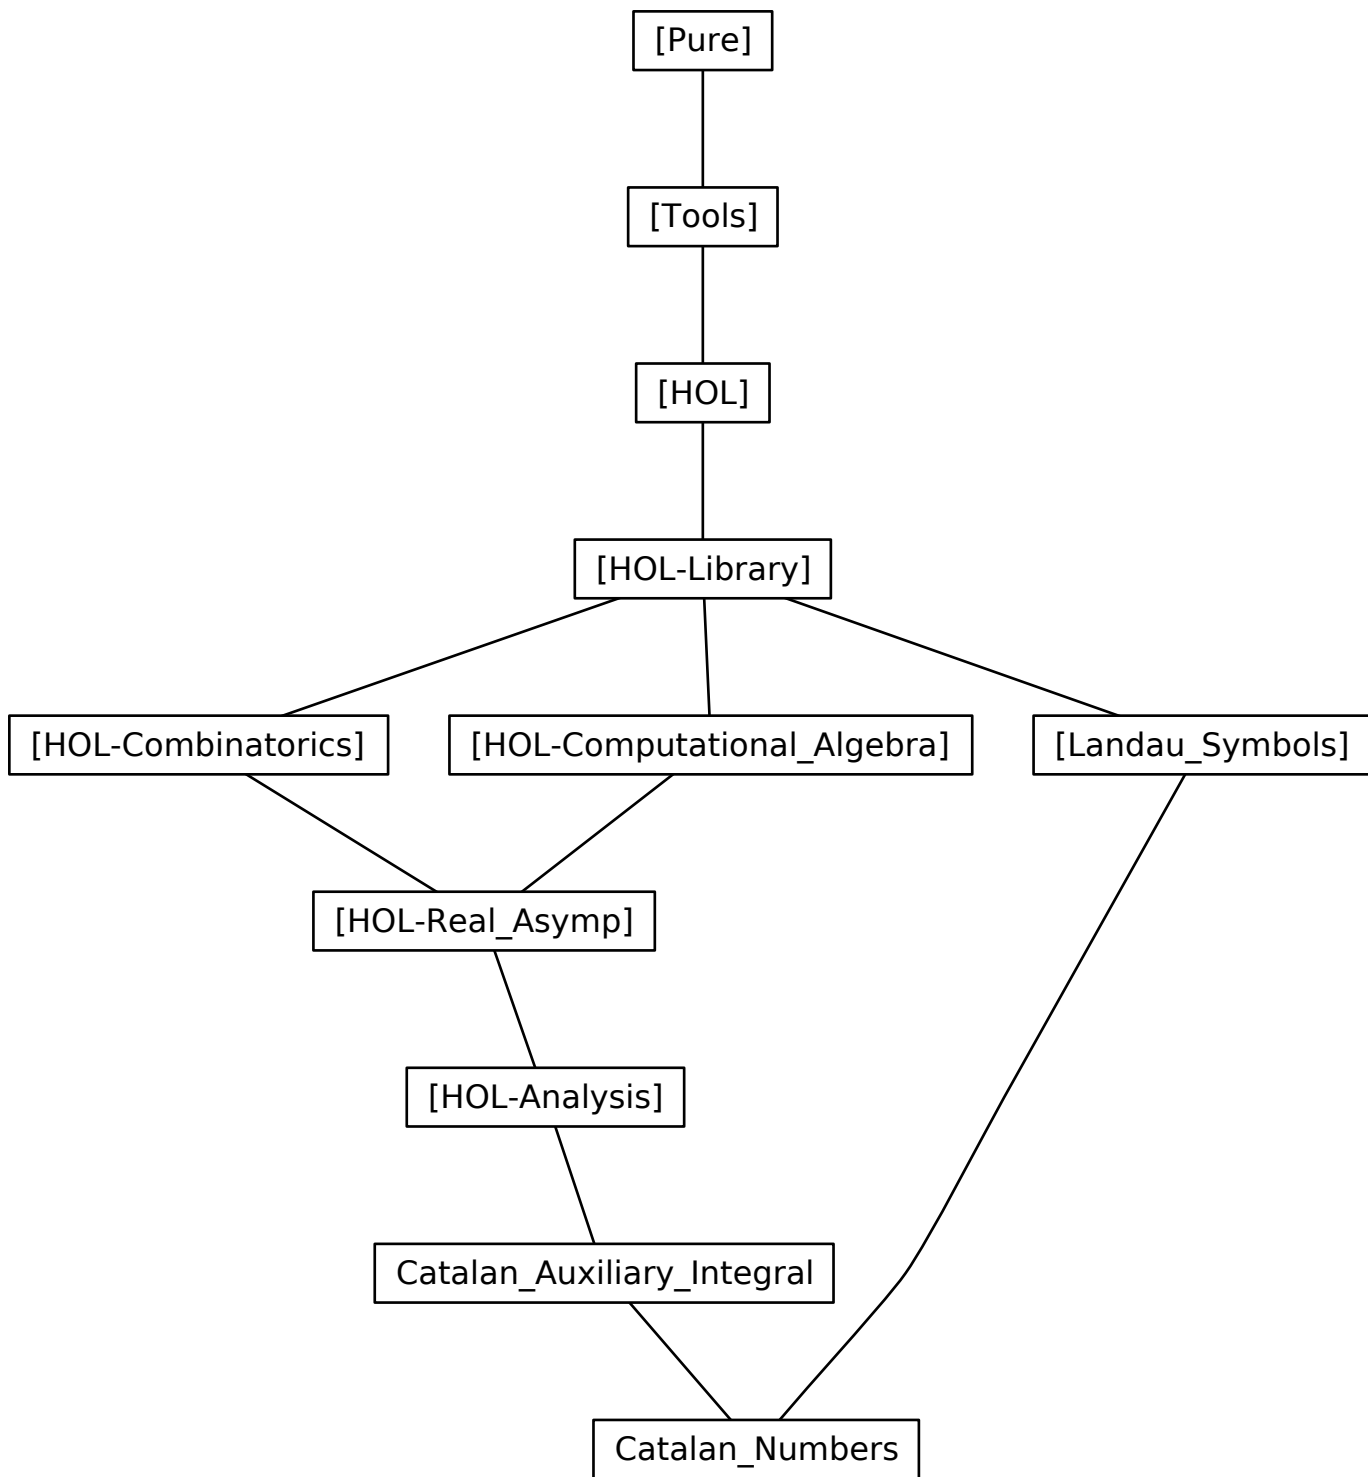 [Pure]
[Tools]
[HOL]
[HOL-Library]
[HOL-Combinatorics]
[HOL-Computational_Algebra]
[Landau_Symbols]
[HOL-Real_Asymp]
[HOL-Analysis]
Catalan_Auxiliary_Integral
Catalan_Numbers